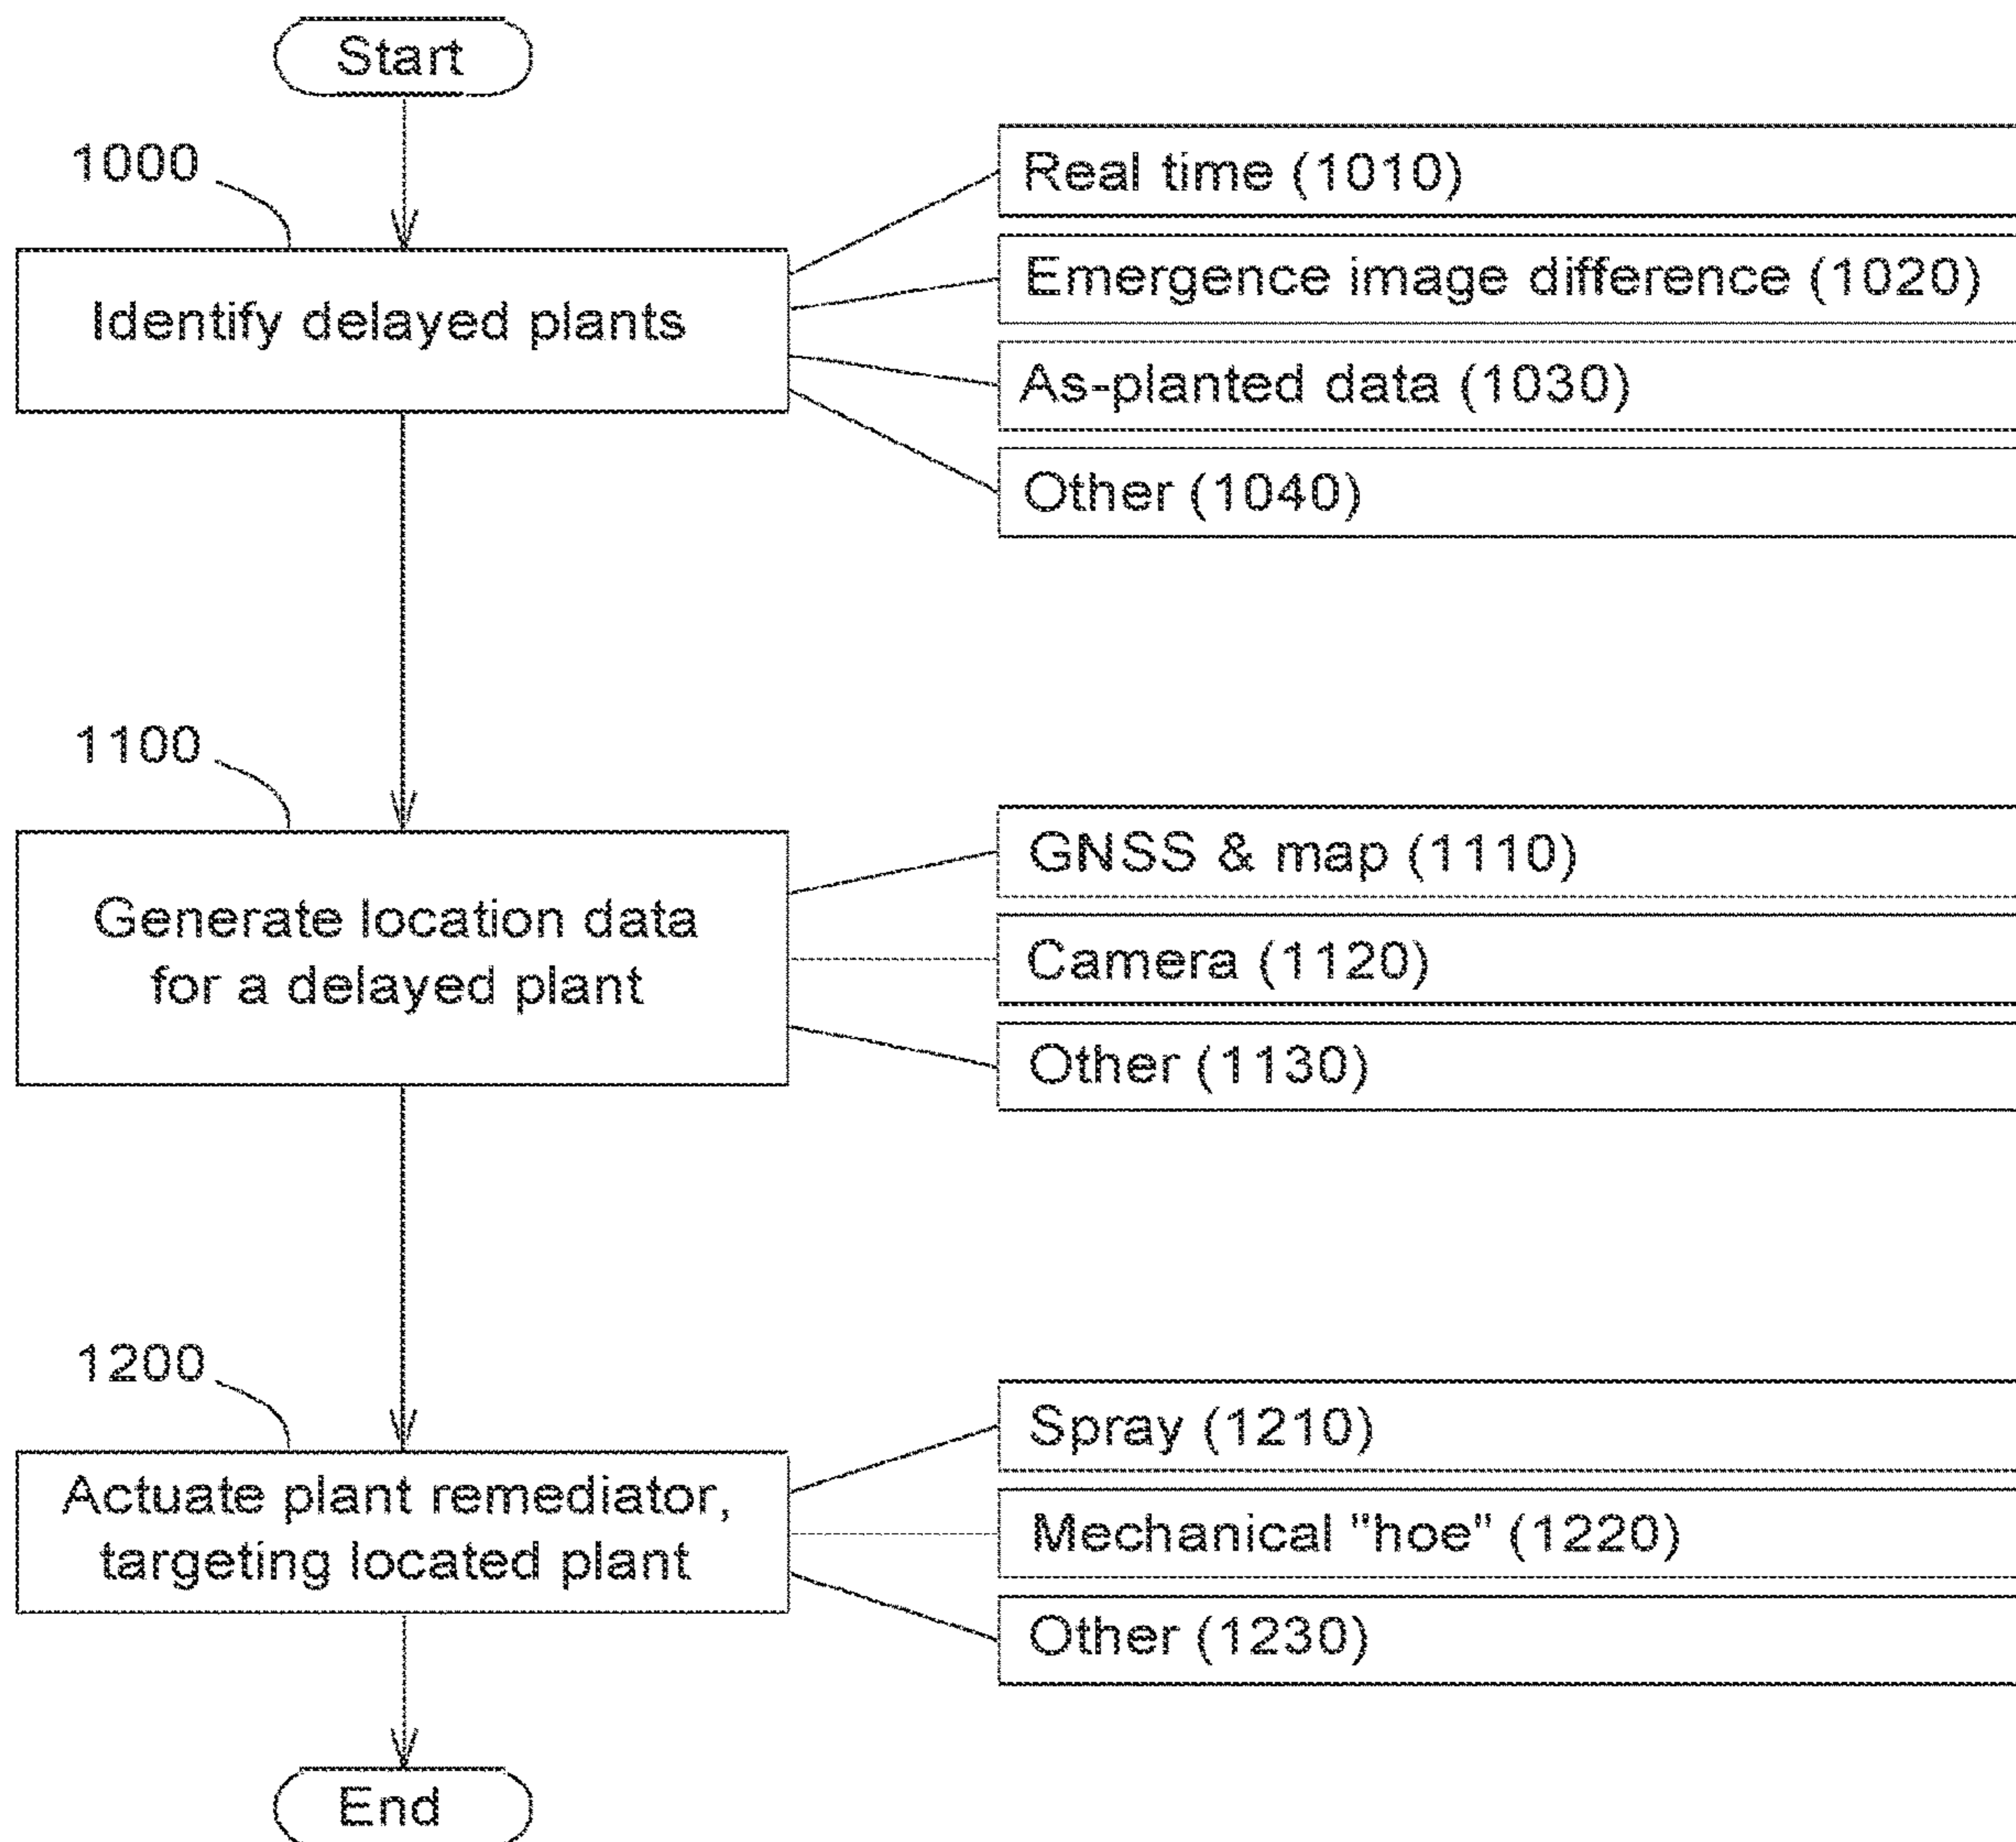 Start
1000
Identify delayed plants
Real time (1010)
Emergence image difference (1020)
As-planted data (1030)
Other (1040)
1100
Generate location data
for a delayed plant
GNSS & map (1110)
Camera (1120)
Other (1130)
1200
Actuate plant remediator,
targeting located plant
Spray (1210)
Mechanical "hoe" (1220)
Other (1230)
End